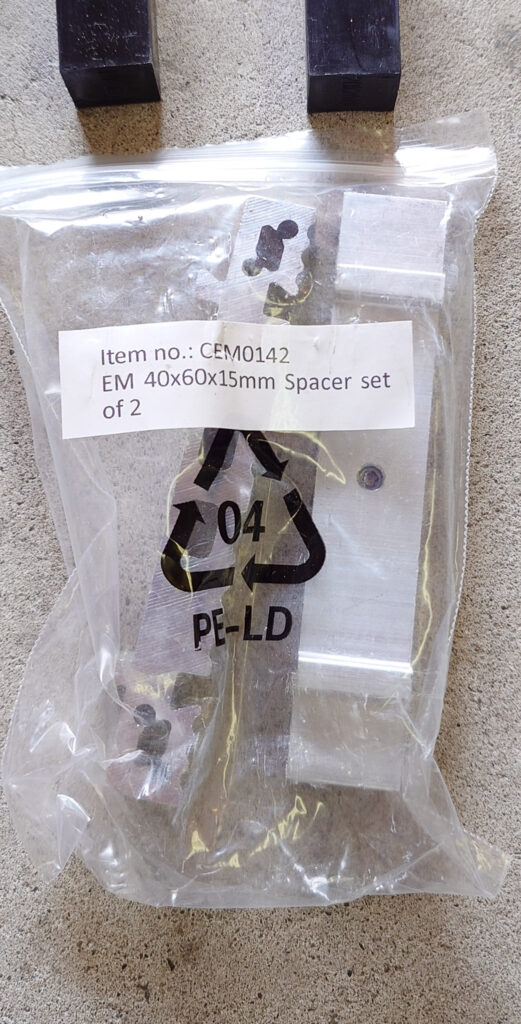 Item no.: CEM0142
EM 40x60x15mm Spacer set
of 2
04
PE-LD